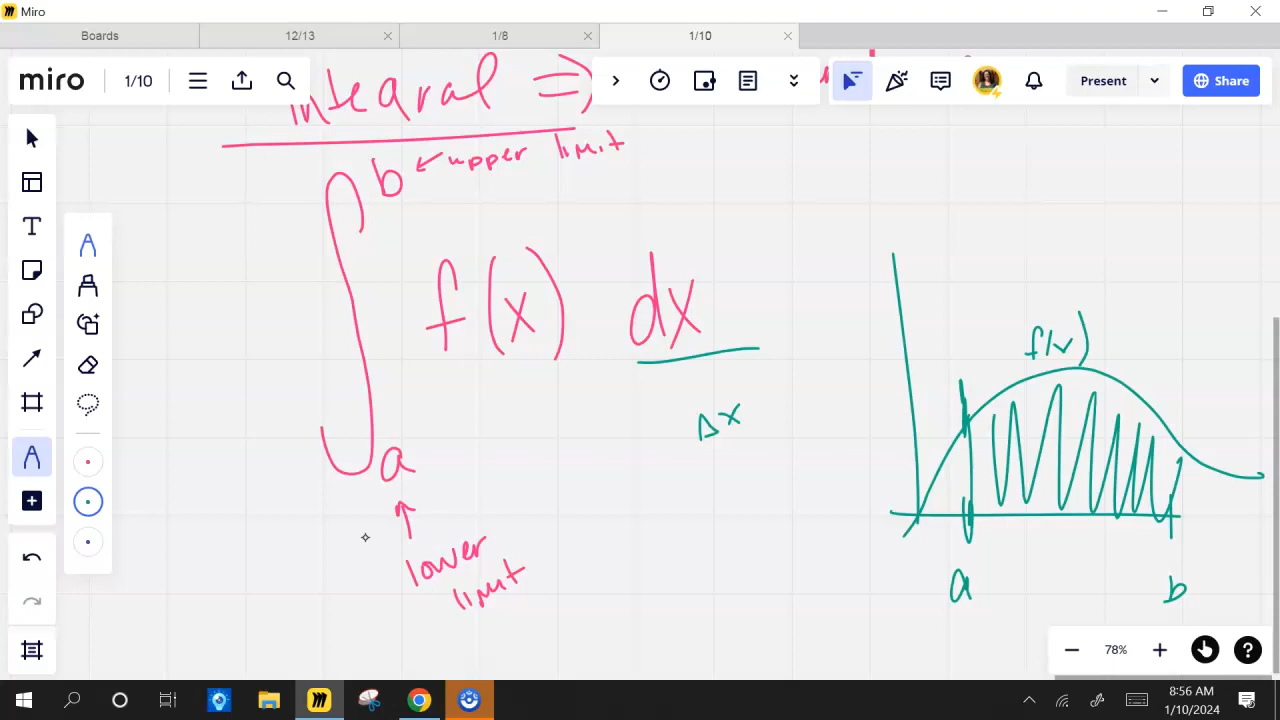 Miro
Boards
12/13
1/8
1/10
miro
1/10
Present
Share
integral ⇒
b ← upper limit
∫ f(x) dx
Δx
a
↑
lower
limit
f(x)
a
b
78%
8:56 AM
1/10/2024